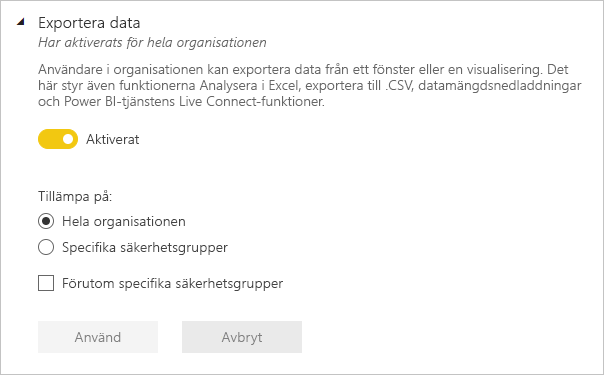 Exportera data
Har aktiverats för hela organisationen
Användare i organisationen kan exportera data från ett fönster eller en visualisering. Det
här styr även funktionerna Analysera i Excel, exportera till .CSV, datamängdsnedladdningar
och Power BI-tjänstens Live Connect-funktioner.
Aktiverat
Tillämpa på:
Hela organisationen
Specifika säkerhetsgrupper
Förutom specifika säkerhetsgrupper
Använd
Avbryt